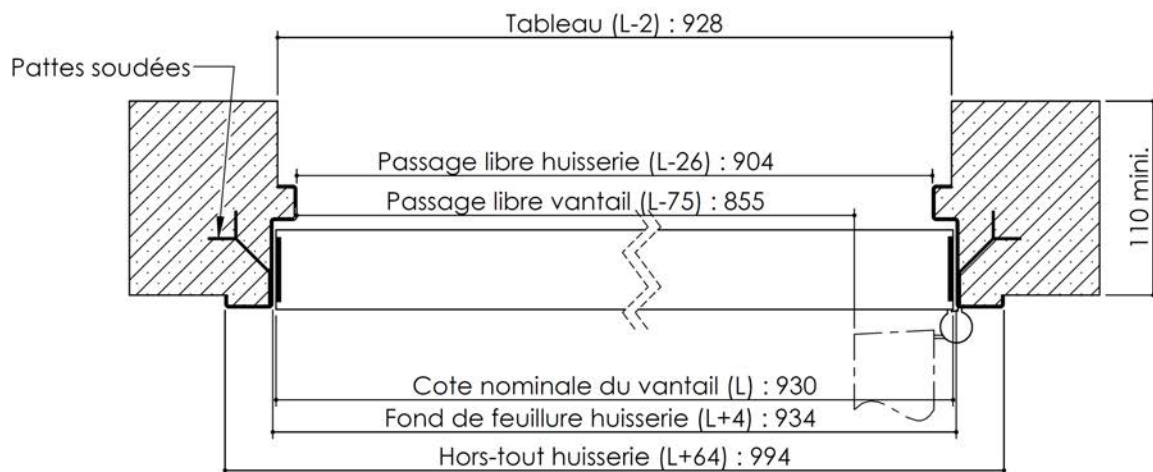 Tableau (L-2) : 928
Pattes soudées
Passage libre huisserie (L-26) : 904
Passage libre vantail (L-75) : 855
110 mini.
Cote nominale du vantail (L) : 930
Fond de feuillure huisserie (L+4) : 934
Hors-tout huisserie (L+64) : 994